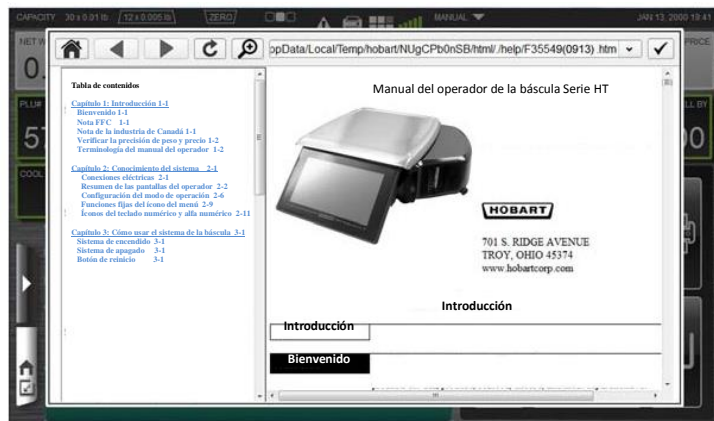 CAPACITY 30 x 0.01 lb 12 x 0.005 lb ZERO MANUAL JAN 13, 2000 19:41
NET W
PRICE
0.
PLU#
LL BY
57
00
COOL
ppData/Local/Temp/hobart/NUgCPb0nSB/html/./help/F35549(0913) .htm
Tabla de contenidos
Capítulo 1: Introducción 1-1
Bienvenido 1-1
Nota FFC 1-1
Nota de la industria de Canadá 1-1
Verificar la precisión de peso y precio 1-2
Terminología del manual del operador 1-2
Capítulo 2: Conocimiento del sistema 2-1
Conexiones eléctricas 2-1
Resumen de las pantallas del operador 2-2
Configuración del modo de operación 2-6
Funciones fijas del ícono del menú 2-9
Íconos del teclado numérico y alfa numérico 2-11
Capítulo 3: Cómo usar el sistema de la báscula 3-1
Sistema de encendido 3-1
Sistema de apagado 3-1
Botón de reinicio 3-1
Manual del operador de la báscula Serie HT
HOBART
701 S. RIDGE AVENUE
TROY, OHIO 45374
www.hobartcorp.com
Introducción
Introducción
Bienvenido